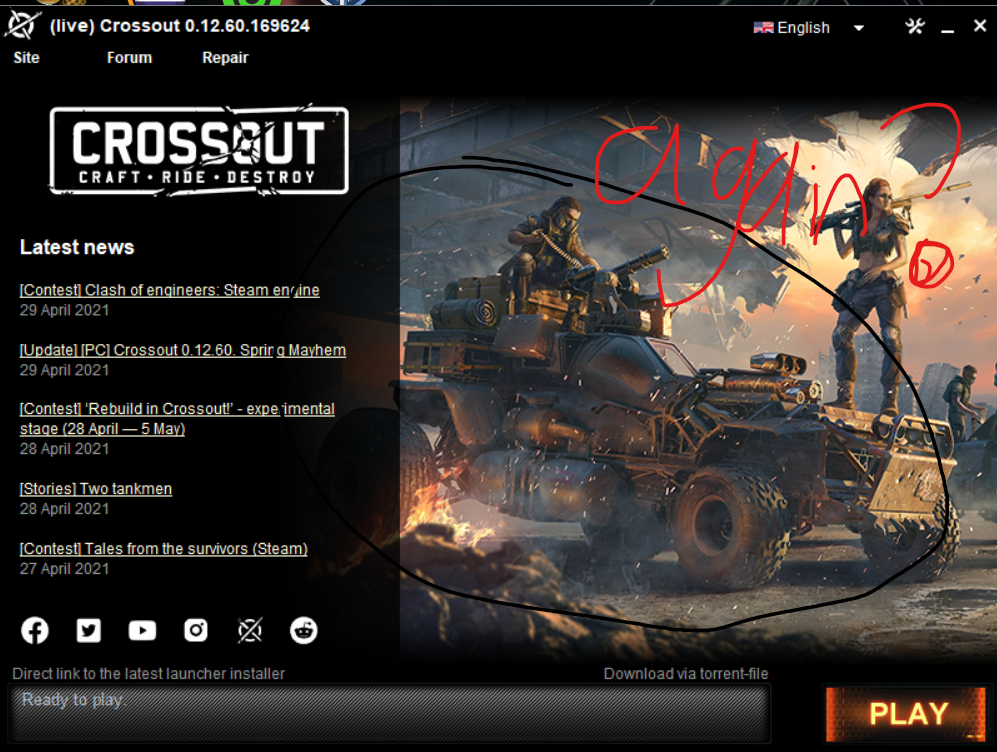 (live) Crossout 0.12.60.169624
English
Site Forum Repair
CROSSOUT
CRAFT • RIDE • DESTROY
Again?
Latest news
[Contest] Clash of engineers: Steam engine
29 April 2021
[Update] [PC] Crossout 0.12.60. Spring Mayhem
29 April 2021
[Contest] 'Rebuild in Crossout!' - experimental
stage (28 April — 5 May)
28 April 2021
[Stories] Two tankmen
28 April 2021
[Contest] Tales from the survivors (Steam)
27 April 2021
Direct link to the latest launcher installer
Download via torrent-file
Ready to play.
PLAY